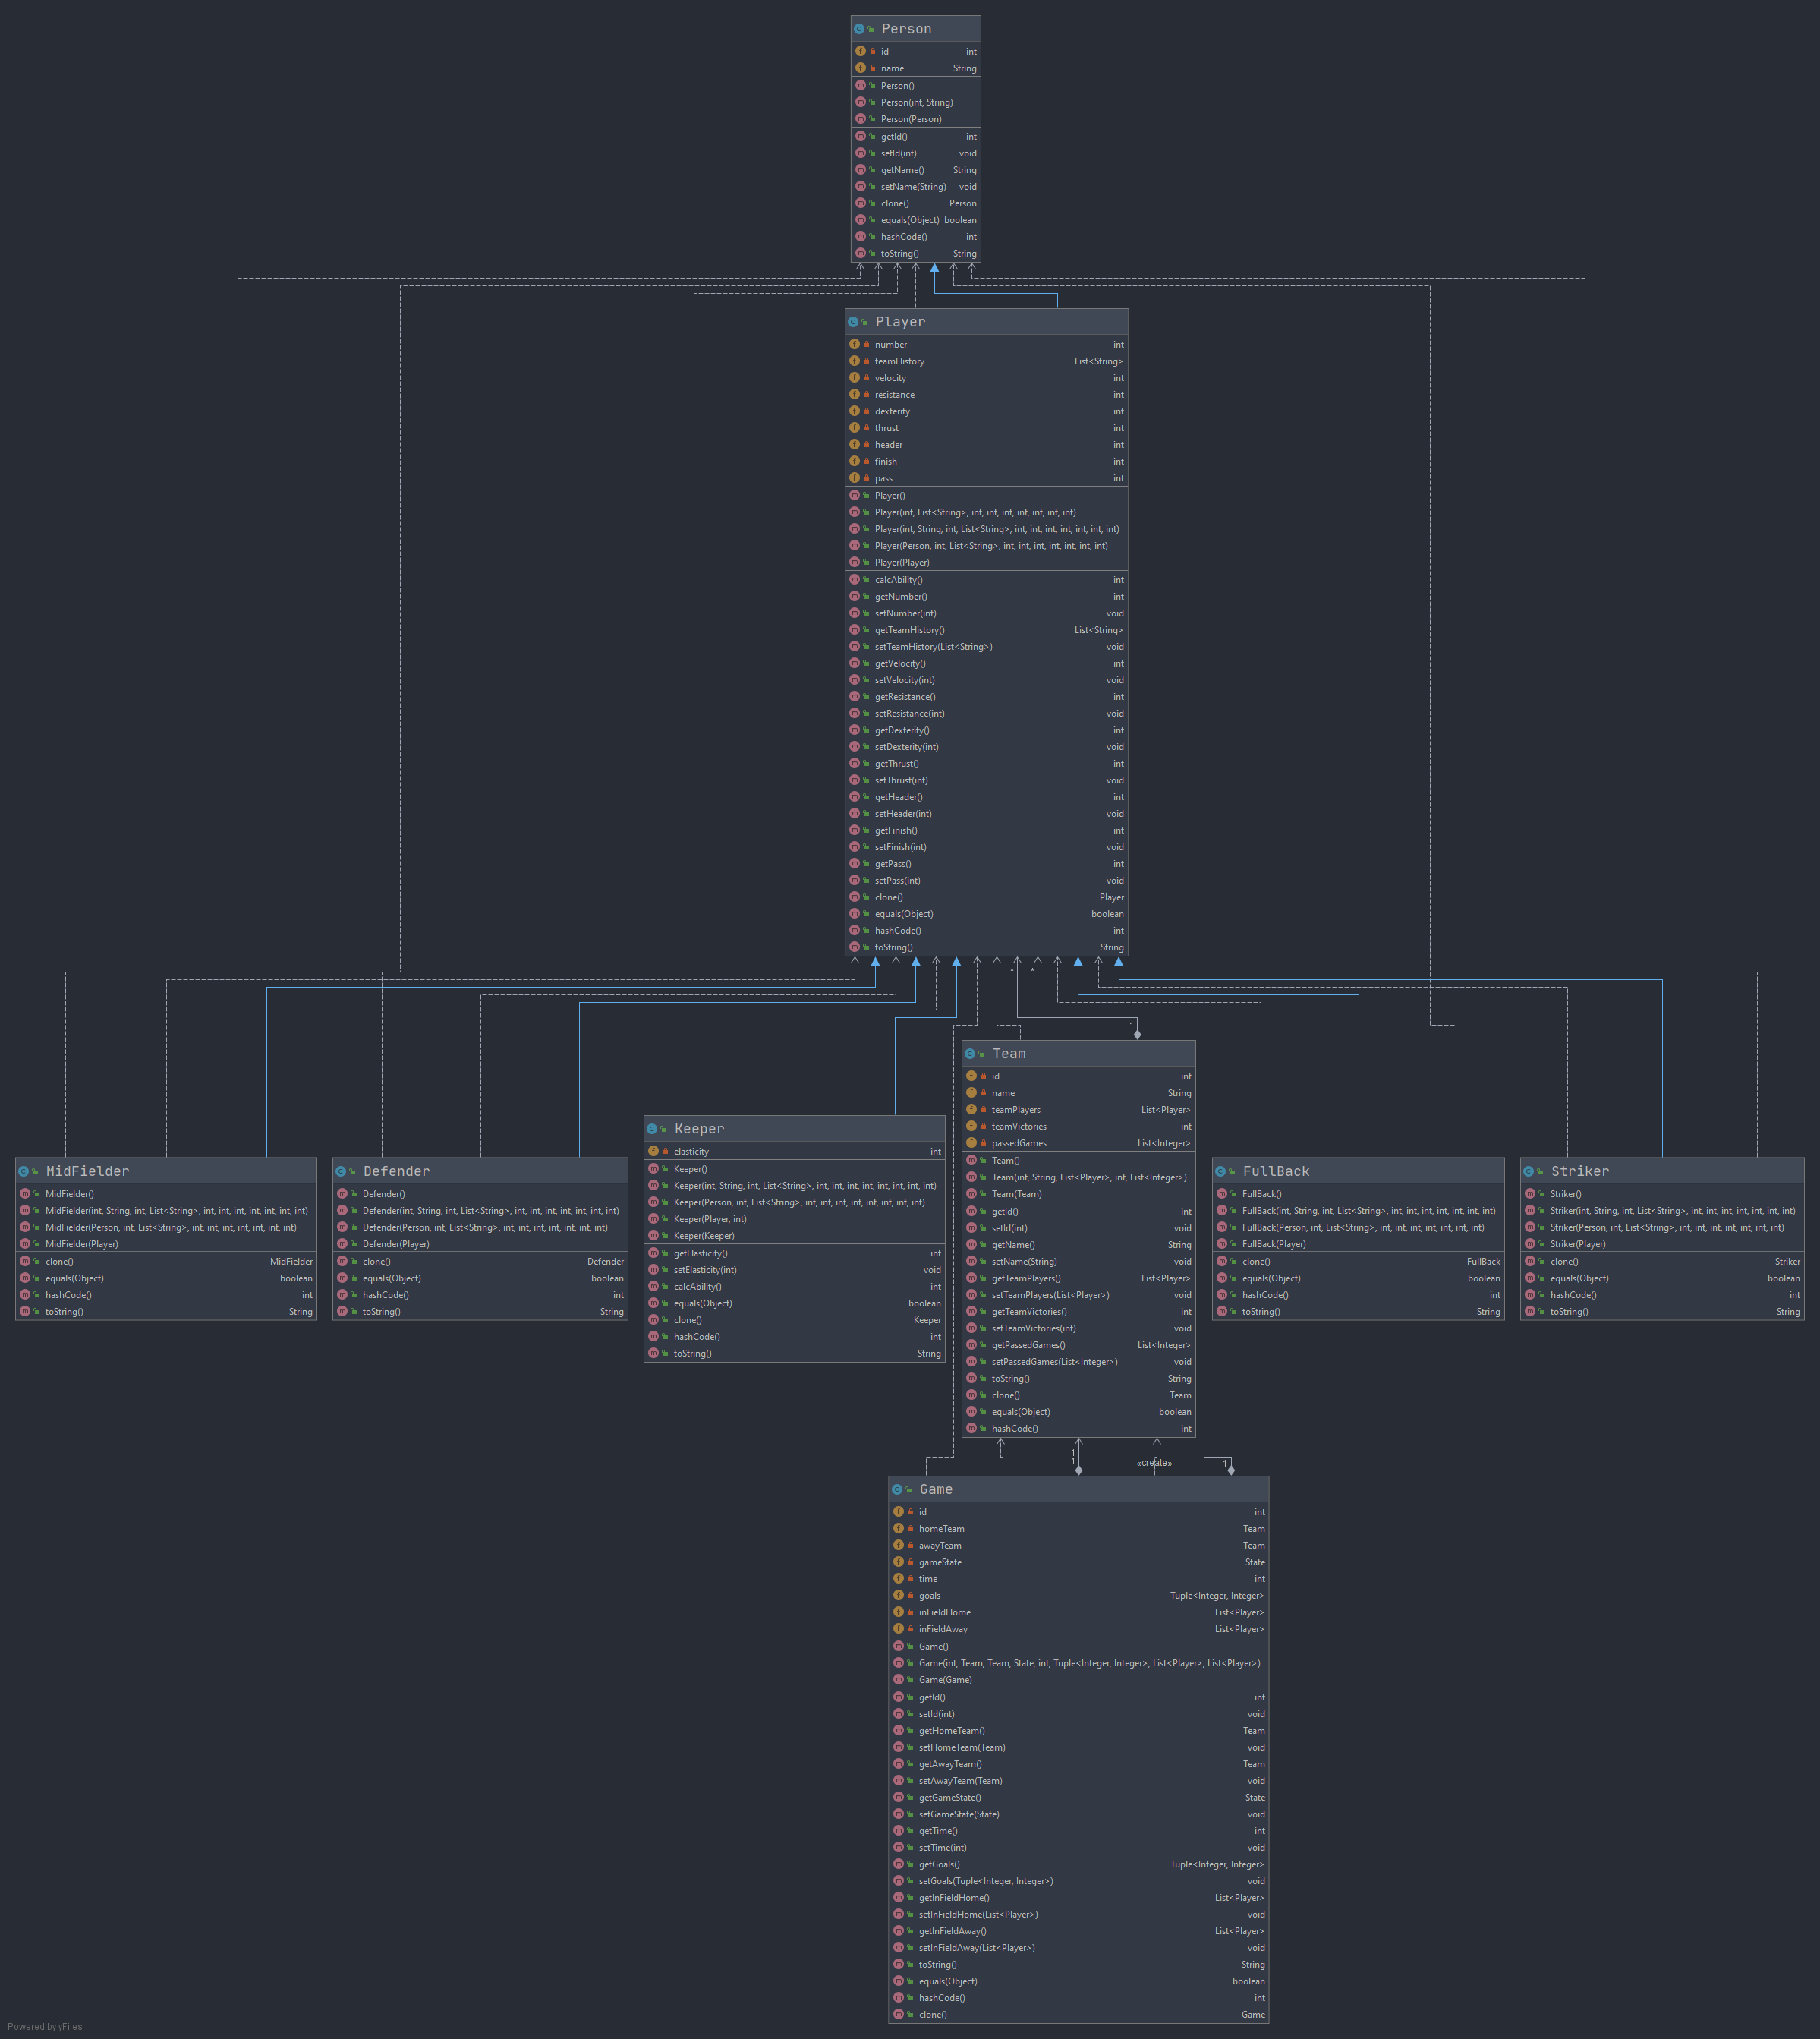 Person
id int
name String
Person()
Person(int, String)
Person(Person)
getId() int
setId(int) void
getName() String
setName(String) void
clone() Person
equals(Object) boolean
hashCode() int
toString() String
Player
number int
teamHistory List<String>
velocity int
resistance int
dexterity int
thrust int
header int
finish int
pass int
Player()
Player(int, List<String>, int, int, int, int, int, int, int)
Player(int, String, int, List<String>, int, int, int, int, int, int, int)
Player(Person, int, List<String>, int, int, int, int, int, int, int)
Player(Player)
calcAbility() int
getNumber() int
setNumber(int) void
getTeamHistory() List<String>
setTeamHistory(List<String>) void
getVelocity() int
setVelocity(int) void
getResistance() int
setResistance(int) void
getDexterity() int
setDexterity(int) void
getThrust() int
setThrust(int) void
getHeader() int
setHeader(int) void
getFinish() int
setFinish(int) void
getPass() int
setPass(int) void
clone() Player
equals(Object) boolean
hashCode() int
toString() String
* *
1
MidFielder
MidFielder()
MidFielder(int, String, int, List<String>, int, int, int, int, int, int, int)
MidFielder(Person, int, List<String>, int, int, int, int, int, int, int)
MidFielder(Player)
clone() MidFielder
equals(Object) boolean
hashCode() int
toString() String
Defender
Defender()
Defender(int, String, int, List<String>, int, int, int, int, int, int, int)
Defender(Person, int, List<String>, int, int, int, int, int, int, int)
Defender(Player)
clone() Defender
equals(Object) boolean
hashCode() int
toString() String
Keeper
elasticity int
Keeper()
Keeper(int, String, int, List<String>, int, int, int, int, int, int, int, int)
Keeper(Person, int, List<String>, int, int, int, int, int, int, int, int)
Keeper(Player, int)
Keeper(Keeper)
getElasticity() int
setElasticity(int) void
calcAbility() int
equals(Object) boolean
clone() Keeper
hashCode() int
toString() String
Team
id int
name String
teamPlayers List<Player>
teamVictories int
passedGames List<Integer>
Team()
Team(int, String, List<Player>, int, List<Integer>)
Team(Team)
getId() int
setId(int) void
getName() String
setName(String) void
getTeamPlayers() List<Player>
setTeamPlayers(List<Player>) void
getTeamVictories() int
setTeamVictories(int) void
getPassedGames() List<Integer>
setPassedGames(List<Integer>) void
toString() String
clone() Team
equals(Object) boolean
hashCode() int
FullBack
FullBack()
FullBack(int, String, int, List<String>, int, int, int, int, int, int, int)
FullBack(Person, int, List<String>, int, int, int, int, int, int, int)
FullBack(Player)
clone() FullBack
equals(Object) boolean
hashCode() int
toString() String
Striker
Striker()
Striker(int, String, int, List<String>, int, int, int, int, int, int, int)
Striker(Person, int, List<String>, int, int, int, int, int, int, int)
Striker(Player)
clone() Striker
equals(Object) boolean
hashCode() int
toString() String
1
1 «create» 1
Game
id int
homeTeam Team
awayTeam Team
gameState State
time int
goals Tuple<Integer, Integer>
inFieldHome List<Player>
inFieldAway List<Player>
Game()
Game(int, Team, Team, State, int, Tuple<Integer, Integer>, List<Player>, List<Player>)
Game(Game)
getId() int
setId(int) void
getHomeTeam() Team
setHomeTeam(Team) void
getAwayTeam() Team
setAwayTeam(Team) void
getGameState() State
setGameState(State) void
getTime() int
setTime(int) void
getGoals() Tuple<Integer, Integer>
setGoals(Tuple<Integer, Integer>) void
getInFieldHome() List<Player>
setInFieldHome(List<Player>) void
getInFieldAway() List<Player>
setInFieldAway(List<Player>) void
toString() String
equals(Object) boolean
hashCode() int
clone() Game
Powered by yFiles